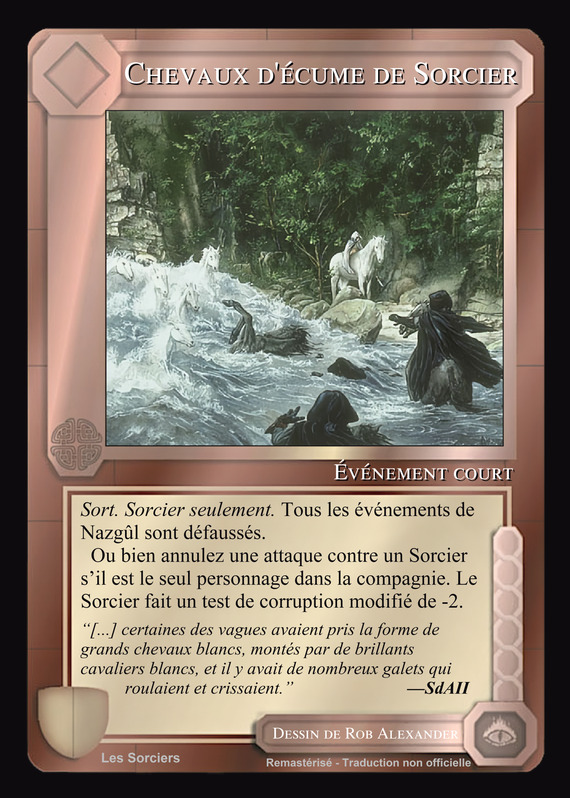 Chevaux d'écume de Sorcier
Événement court
Sort. Sorcier seulement. Tous les événements de
Nazgûl sont défaussés.
Ou bien annulez une attaque contre un Sorcier
s’il est le seul personnage dans la compagnie. Le
Sorcier fait un test de corruption modifié de -2.
“[...] certaines des vagues avaient pris la forme de
grands chevaux blancs, montés par de brillants
cavaliers blancs, et il y avait de nombreux galets qui
roulaient et crissaient.” —SdAII
Dessin de Rob Alexander
Les Sorciers
Remastérisé - Traduction non officielle